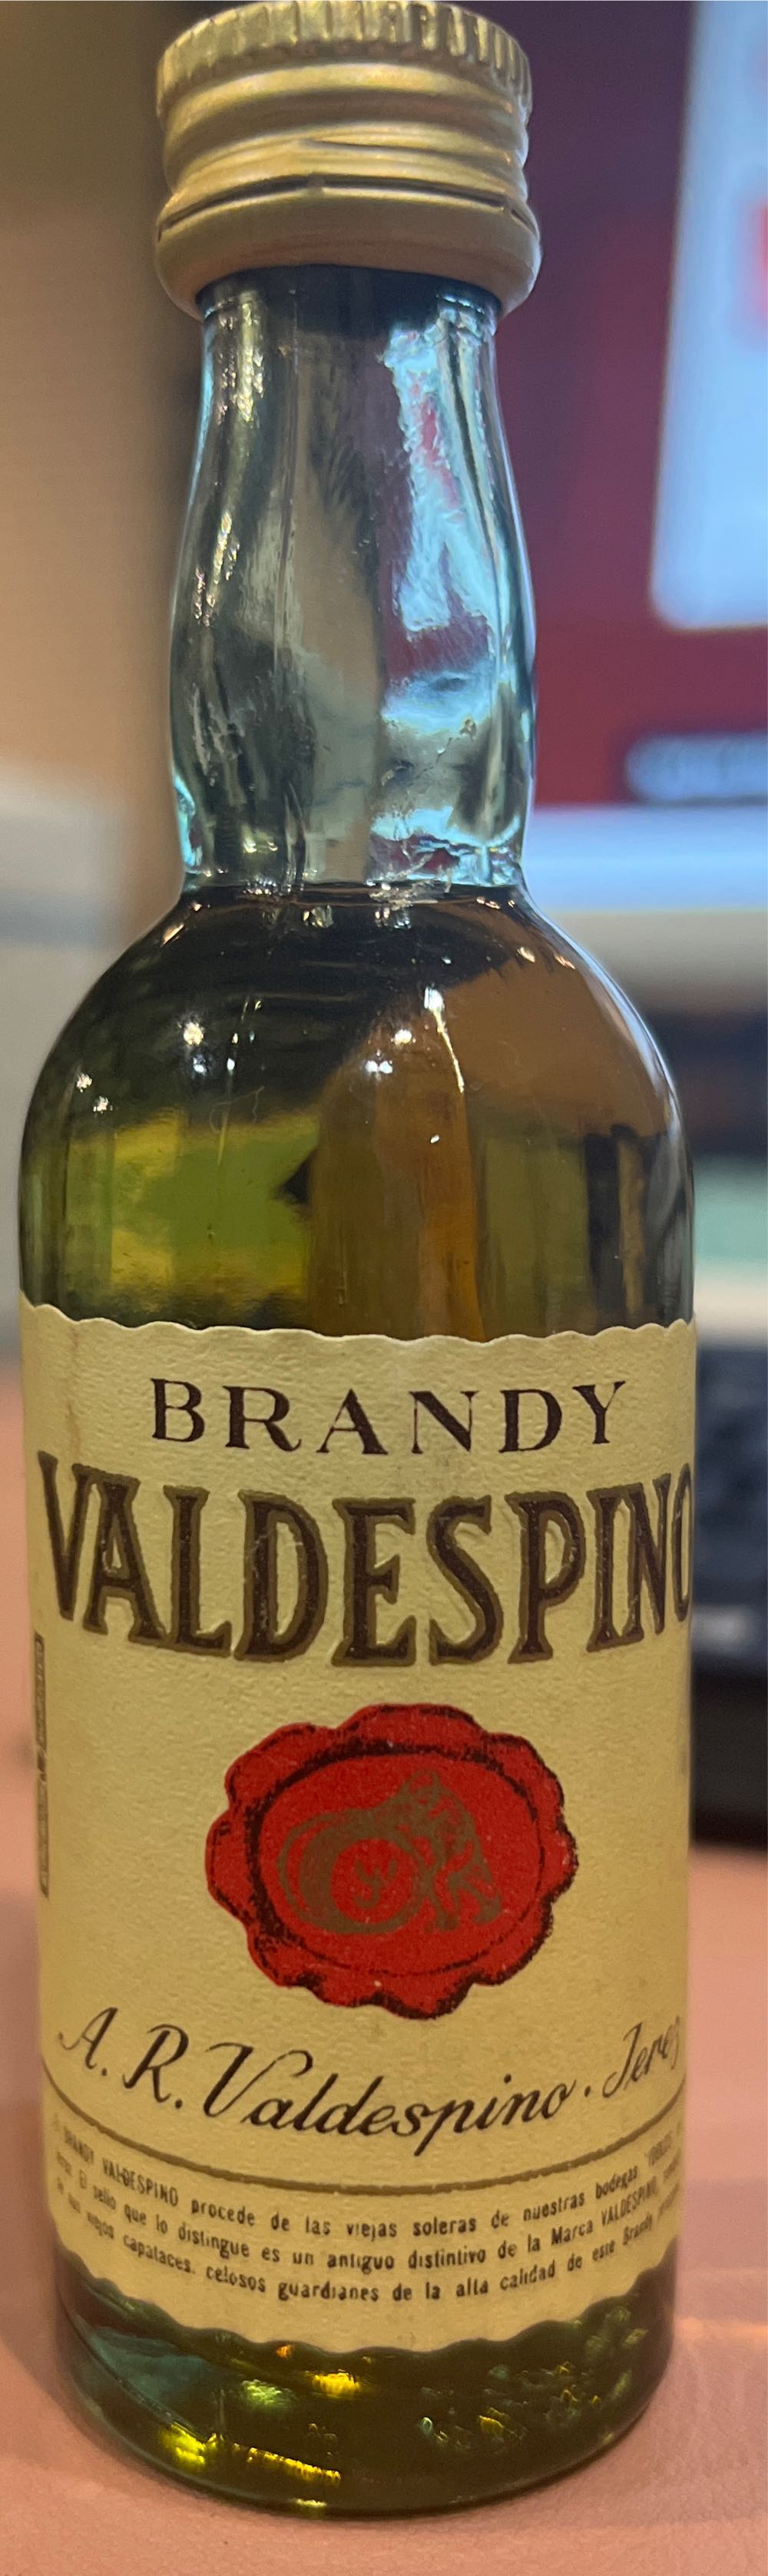 BRANDY
VALDESPINO
A. R. Valdespino. Jerez
BRANDY VALDESPINO procede de las viejas soleras de nuestras bodegas
El sello que lo distingue es un antiguo distintivo de la Marca VALDESPINO,
viejos capataces. celosos guardianes de la alta calidad de este Brandy